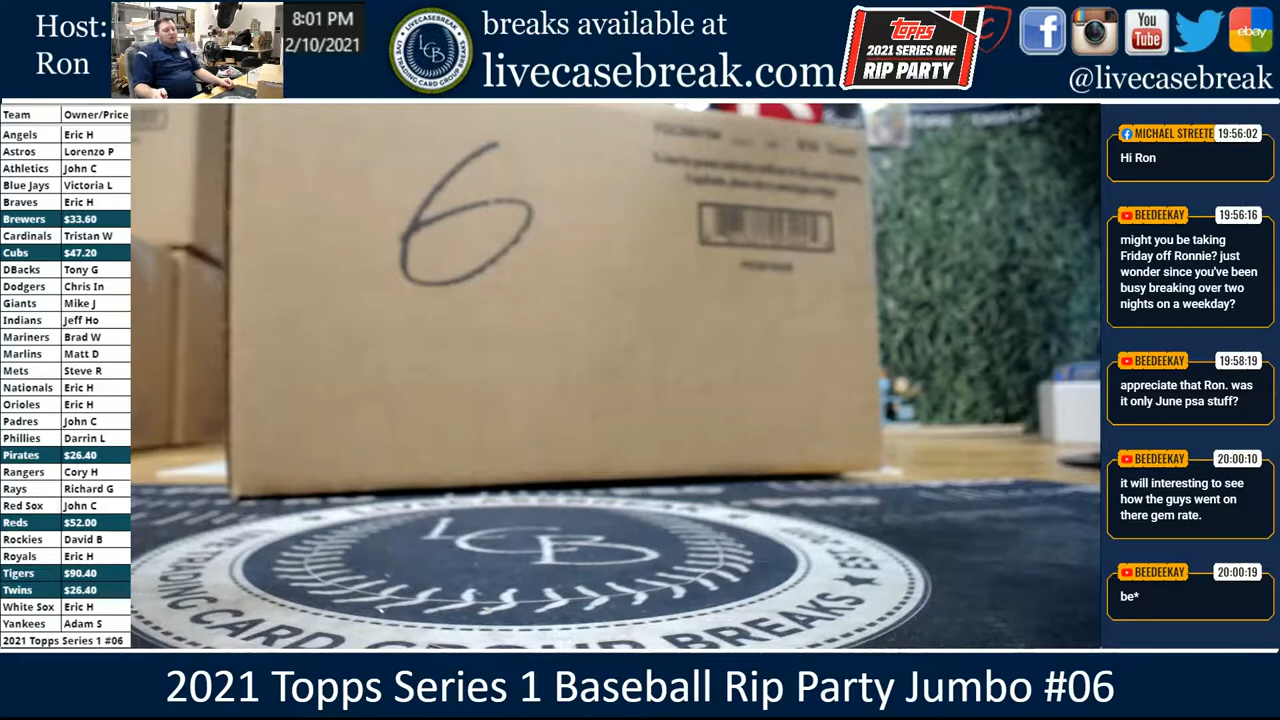 Host:
Ron
8:01 PM
2/10/2021
LIVECASEBREAK
LCB
breaks available at
livecasebreak.com
Topps
2021 SERIES ONE
RIP PARTY
You
Tube
ebay
@livecasebreak
Team Owner/Price
Angels Eric H
Astros Lorenzo P
Athletics John C
Blue Jays Victoria L
Braves Eric H
Brewers $33.60
Cardinals Tristan W
Cubs $47.20
DBacks Tony G
Dodgers Chris In
Giants Mike J
Indians Jeff Ho
Mariners Brad W
Marlins Matt D
Mets Steve R
Nationals Eric H
Orioles Eric H
Padres John C
Phillies Darrin L
Pirates $26.40
Rangers Cory H
Rays Richard G
Red Sox John C
Reds $52.00
Rockies David B
Royals Eric H
Tigers $90.40
Twins $26.40
White Sox Eric H
Yankees Adam S
2021 Topps Series 1 #06
6
LCB
TRADING CARD GROUP BREAKS
MICHAEL STREETE 19:56:02
Hi Ron
BEEDEEKAY 19:56:16
might you be taking
Friday off Ronnie? just
wonder since you've been
busy breaking over two
nights on a weekday?
BEEDEEKAY 19:58:19
appreciate that Ron. was
it only June psa stuff?
BEEDEEKAY 20:00:10
it will interesting to see
how the guys went on
there gem rate.
BEEDEEKAY 20:00:19
be*
2021 Topps Series 1 Baseball Rip Party Jumbo #06